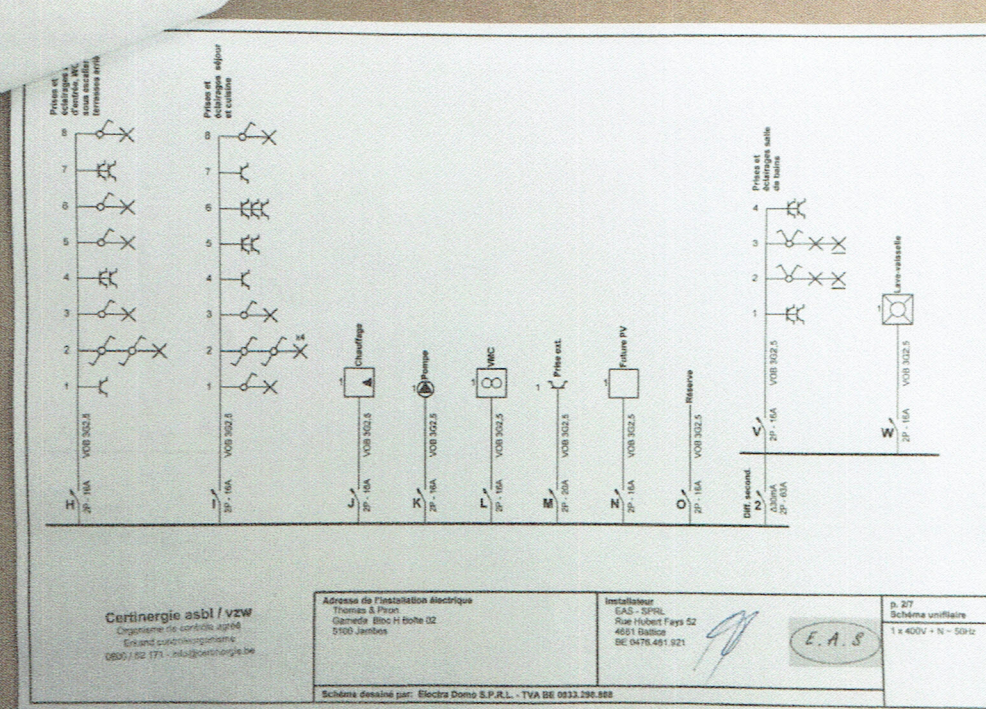 Prises et
éclairages
d'entrée, WC
sous escalier
terrasses arriè
8
7
6
5
4
3
2
1
VOB 3G2,5
H
2P - 16A
Prises et
éclairages séjour
et cuisine
8
7
6
5
4
3
2
x4
1
VOB 3G2,5
I
2P - 16A
Chauffage
1
VOB 3G2,5
J
2P - 16A
Pompe
1
VOB 3G2,5
K
2P - 16A
VMC
1
VOB 3G2,5
L
2P - 16A
Prise ext.
1
VOB 3G2,5
M
2P - 20A
Future PV
1
VOB 3G2,5
N
2P - 16A
Réserve
VOB 3G2,5
O
2P - 16A
Prises et
éclairages salle
de bains
4
3
2
1
VOB 3G2,5
V
2P - 16A
Diff. second.
2
Δ30mA
2P - 63A
Lave-vaisselle
1
VOB 3G2,5
W
2P - 16A
Certinergie asbl / vzw
Organisme de contrôle agréé
Erkend controleorganisme
0800 / 82 171 - info@certinergie.be
Adresse de l'installation électrique
Thomas & Piron
Gameda Bloc H Boîte 02
5100 Jambes
Installateur
EAS - SPRL
Rue Hubert Fays 52
4651 Battice
BE 0476.461.921
E.A.S
p. 2/7
Schéma unifilaire
1 x 400V + N ~ 50Hz
Schéma dessiné par: Electra Domo S.P.R.L. - TVA BE 0833.298.888